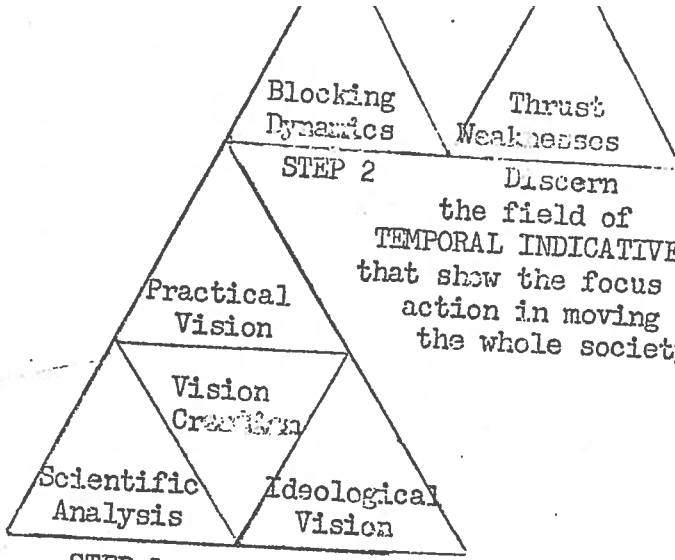 Blocking
Dynamics
Thrust
Weaknesses
STEP 2
Discern
the field of
TEMPORAL INDICATIVE
that show the focus
action in moving
the whole societ
Practical
Vision
Vision
Creation
Scientific
Analysis
Ideological
Vision